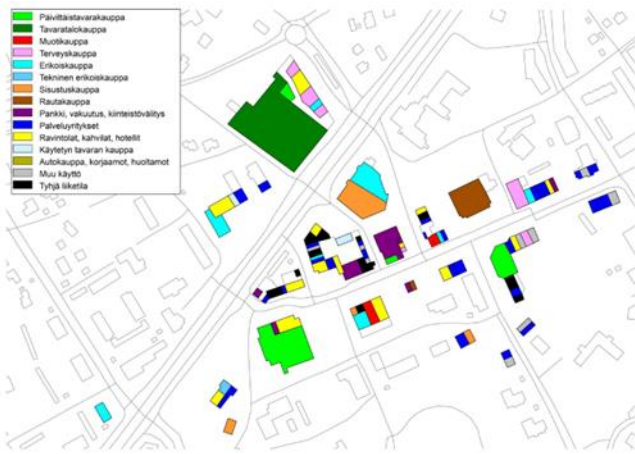 Päivittäistavarakauppa
Tavaratalokauppa
Muotikauppa
Terveyskauppa
Erikoiskauppa
Tekninen erikoiskauppa
Sisustuskauppa
Rautakauppa
Pankki, vakuutus, kiinteistövälitys
Palveluyritykset
Ravintolat, kahvilat, hotellit
Käytetyn tavaran kauppa
Autokauppa, korjaamot, huoltamot
Muu käyttö
Tyhjä liiketila